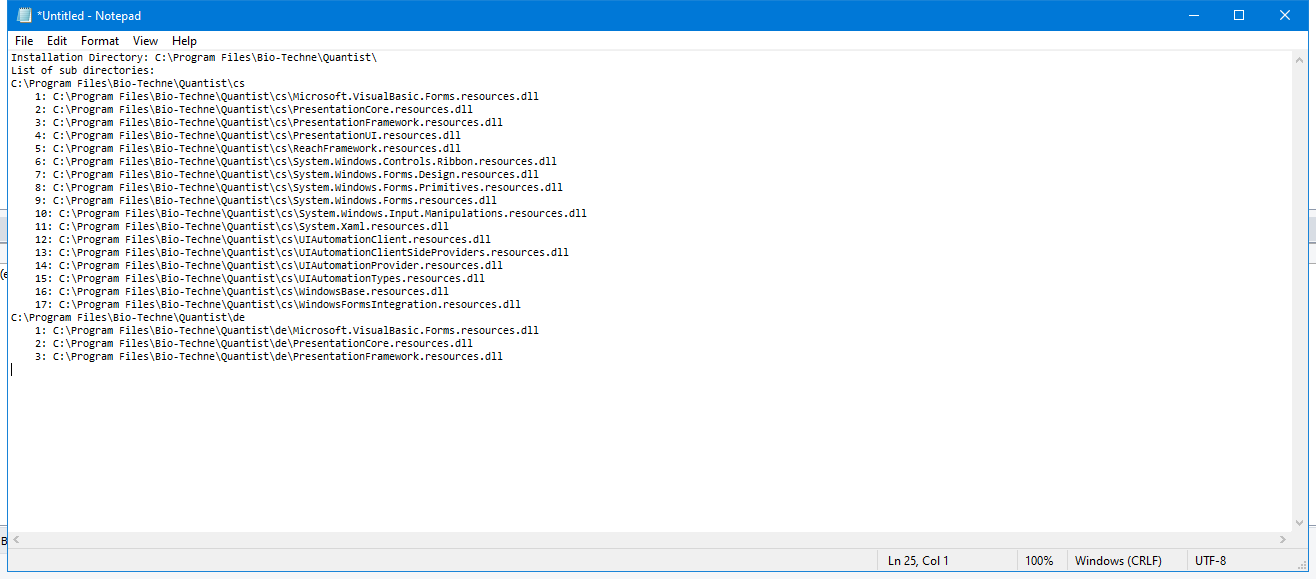 *Untitled - Notepad
File Edit Format View Help
Installation Directory: C:\Program Files\Bio-Techne\Quantist\
List of sub directories:
C:\Program Files\Bio-Techne\Quantist\cs
1: C:\Program Files\Bio-Techne\Quantist\cs\Microsoft.VisualBasic.Forms.resources.dll
2: C:\Program Files\Bio-Techne\Quantist\cs\PresentationCore.resources.dll
3: C:\Program Files\Bio-Techne\Quantist\cs\PresentationFramework.resources.dll
4: C:\Program Files\Bio-Techne\Quantist\cs\PresentationUI.resources.dll
5: C:\Program Files\Bio-Techne\Quantist\cs\ReachFramework.resources.dll
6: C:\Program Files\Bio-Techne\Quantist\cs\System.Windows.Controls.Ribbon.resources.dll
7: C:\Program Files\Bio-Techne\Quantist\cs\System.Windows.Forms.Design.resources.dll
8: C:\Program Files\Bio-Techne\Quantist\cs\System.Windows.Forms.Primitives.resources.dll
9: C:\Program Files\Bio-Techne\Quantist\cs\System.Windows.Forms.resources.dll
10: C:\Program Files\Bio-Techne\Quantist\cs\System.Windows.Input.Manipulations.resources.dll
11: C:\Program Files\Bio-Techne\Quantist\cs\System.Xaml.resources.dll
12: C:\Program Files\Bio-Techne\Quantist\cs\UIAutomationClient.resources.dll
13: C:\Program Files\Bio-Techne\Quantist\cs\UIAutomationClientSideProviders.resources.dll
14: C:\Program Files\Bio-Techne\Quantist\cs\UIAutomationProvider.resources.dll
15: C:\Program Files\Bio-Techne\Quantist\cs\UIAutomationTypes.resources.dll
16: C:\Program Files\Bio-Techne\Quantist\cs\WindowsBase.resources.dll
17: C:\Program Files\Bio-Techne\Quantist\cs\WindowsFormsIntegration.resources.dll
C:\Program Files\Bio-Techne\Quantist\de
1: C:\Program Files\Bio-Techne\Quantist\de\Microsoft.VisualBasic.Forms.resources.dll
2: C:\Program Files\Bio-Techne\Quantist\de\PresentationCore.resources.dll
3: C:\Program Files\Bio-Techne\Quantist\de\PresentationFramework.resources.dll
Ln 25, Col 1 100% Windows (CRLF) UTF-8